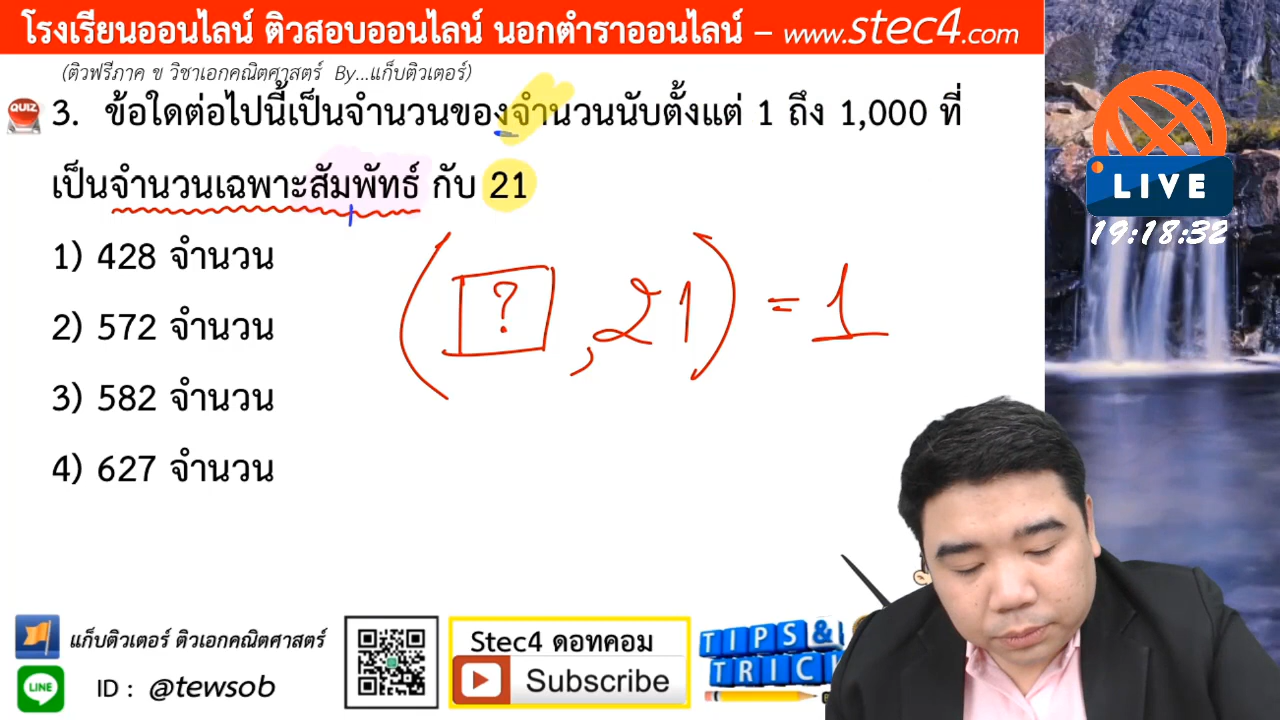 โรงเรียนออนไลน์ ติวสอบออนไลน์ นอกตำราออนไลน์ – www.stec4.com
(ติวฟรีภาค ข วิชาเอกคณิตศาสตร์ By...แก็บติวเตอร์)
QUIZ
3. ข้อใดต่อไปนี้เป็นจำนวนของจำนวนนับตั้งแต่ 1 ถึง 1,000 ที่
เป็นจำนวนเฉพาะสัมพัทธ์ กับ 21
LIVE
19:18:32
1) 428 จำนวน
2) 572 จำนวน
3) 582 จำนวน
4) 627 จำนวน
( ? , 21 ) = 1
แก็บติวเตอร์ ติวเอกคณิตศาสตร์
LINE
ID : @tewsob
Stec4 ดอทคอม
Subscribe
TIPS &
TRIC